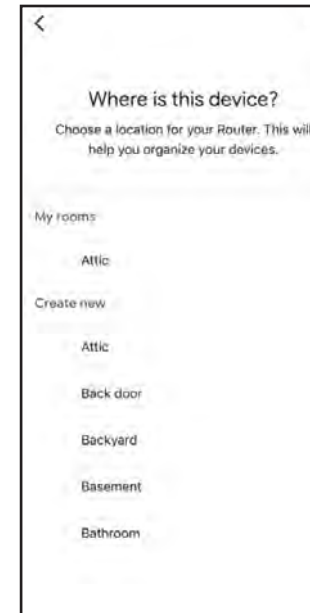 Where is this device?
Choose a location for your Router. This will
help you organize your devices.
My rooms
Attic
Create new
Attic
Back door
Backyard
Basement
Bathroom